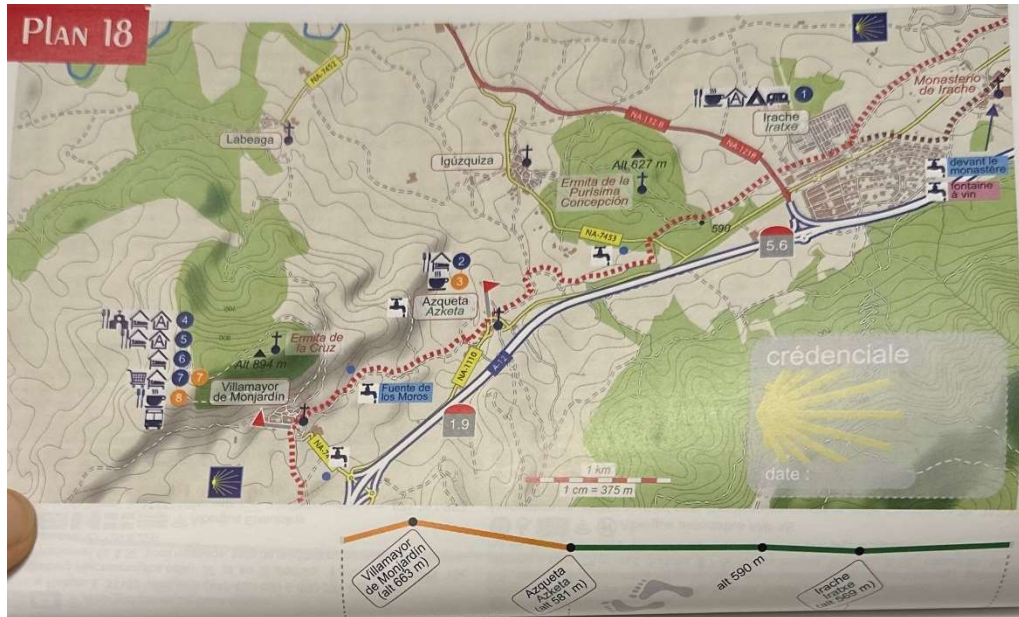 PLAN 18
NA-7452
Labeaga
Igúzquiza
NA-132 B
NA-1218
Alt 627 m
Ermita de la
Purísima
Concepción
1
Irache
Iratxe
Monasterio
de Irache
devant le
monastère
fontaine
à vin
590
NA-7453
5.6
2
3
Azqueta
Azketa
NA-1110
A-12
4
5
6
7 7
8
Ermita de
la Cruz
Alt 894 m
Villamayor
de Monjardín
Fuente de
los Moros
1.9
1 km
1 cm = 375 m
crédenciale
date :
Villamayor
de Monjardín
(alt 663 m)
Azqueta
Azketa
(alt 581 m)
alt 590 m
Irache
Iratxe
(alt 569 m)